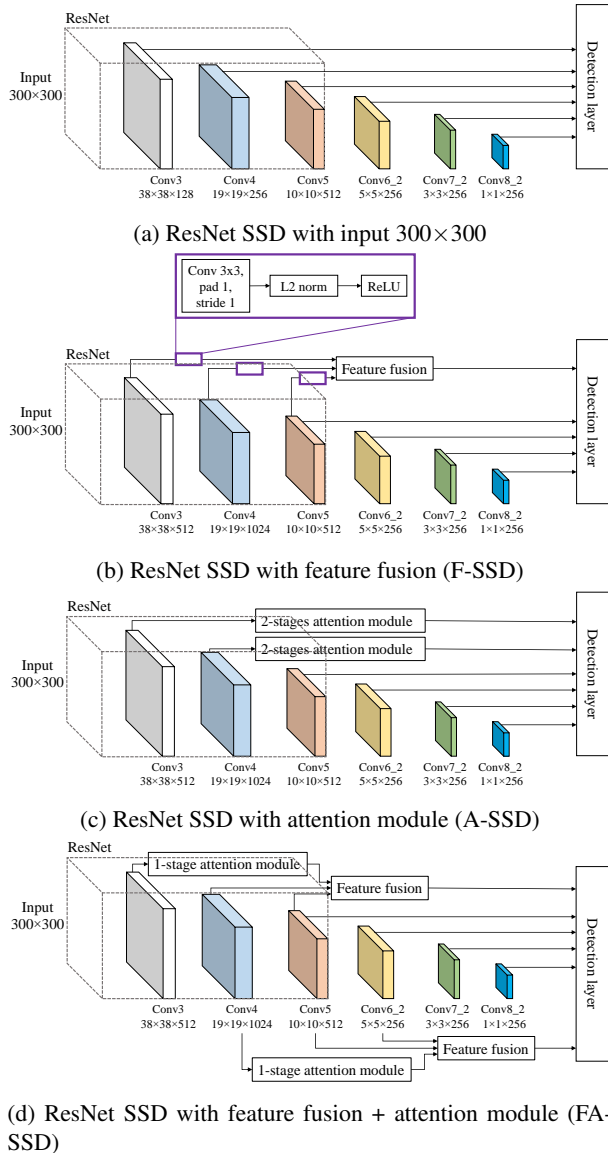 ResNet
Input
300×300
Detection layer
Conv3
38×38×128
Conv4
19×19×256
Conv5
10×10×512
Conv6_2
5×5×256
Conv7_2
3×3×256
Conv8_2
1×1×256
(a) ResNet SSD with input 300×300
Conv 3x3,
pad 1,
stride 1
L2 norm
ReLU
ResNet
Feature fusion
Input
300×300
Detection layer
Conv3
38×38×512
Conv4
19×19×1024
Conv5
10×10×512
Conv6_2
5×5×256
Conv7_2
3×3×256
Conv8_2
1×1×256
(b) ResNet SSD with feature fusion (F-SSD)
ResNet
2-stages attention module
2-stages attention module
Input
300×300
Detection layer
Conv3
38×38×512
Conv4
19×19×1024
Conv5
10×10×512
Conv6_2
5×5×256
Conv7_2
3×3×256
Conv8_2
1×1×256
(c) ResNet SSD with attention module (A-SSD)
ResNet
1-stage attention module
Feature fusion
Input
300×300
Detection layer
Conv3
38×38×512
Conv4
19×19×1024
Conv5
10×10×512
Conv6_2
5×5×256
Conv7_2
3×3×256
Conv8_2
1×1×256
Feature fusion
1-stage attention module
(d) ResNet SSD with feature fusion + attention module (FA-
SSD)